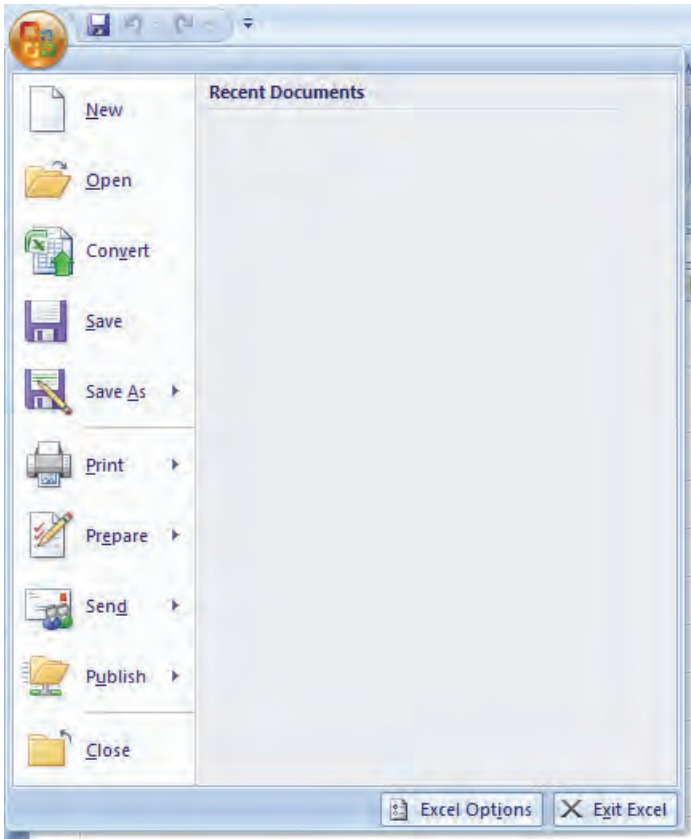 Recent Documents
New
Open
Convert
Save
Save As
Print
Prepare
Send
Publish
Close
Excel Options
Exit Excel